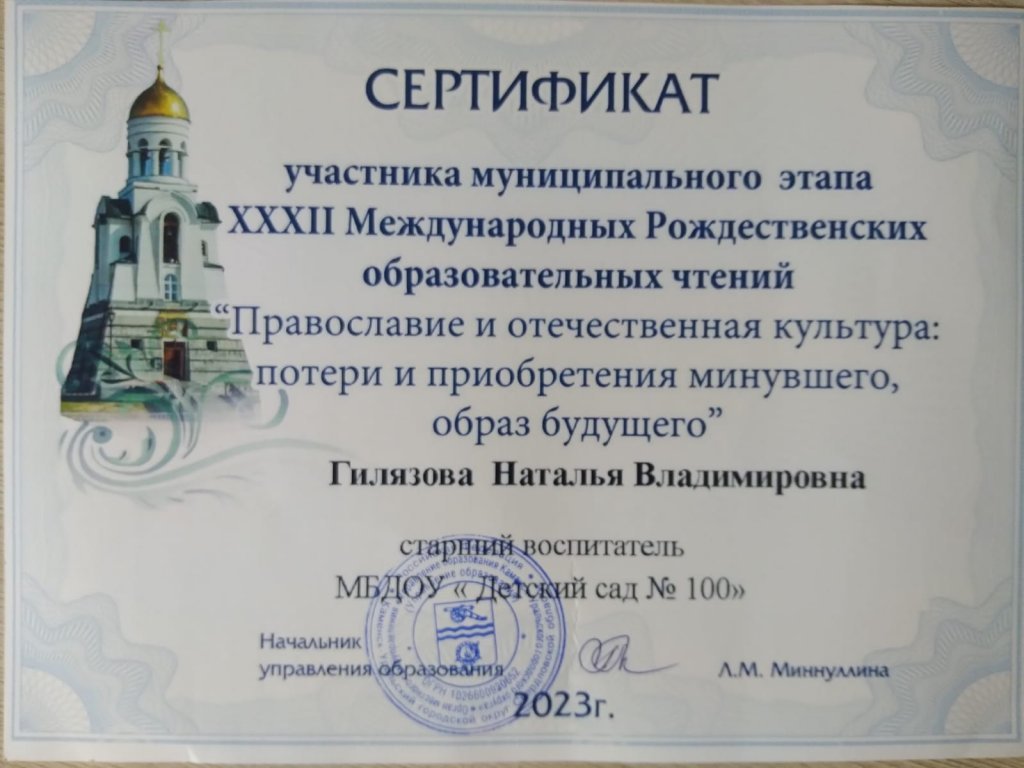 СЕРТИФИКАТ
участника муниципального этапа
XXXII Международных Рождественских
образовательных чтений
“Православие и отечественная культура:
потери и приобретения минувшего,
образ будущего”
Гилязова Наталья Владимировна
старший воспитатель
МБДОУ « Детский сад № 100»
Начальник
управления образования
Л.М. Миннуллина
2023г.